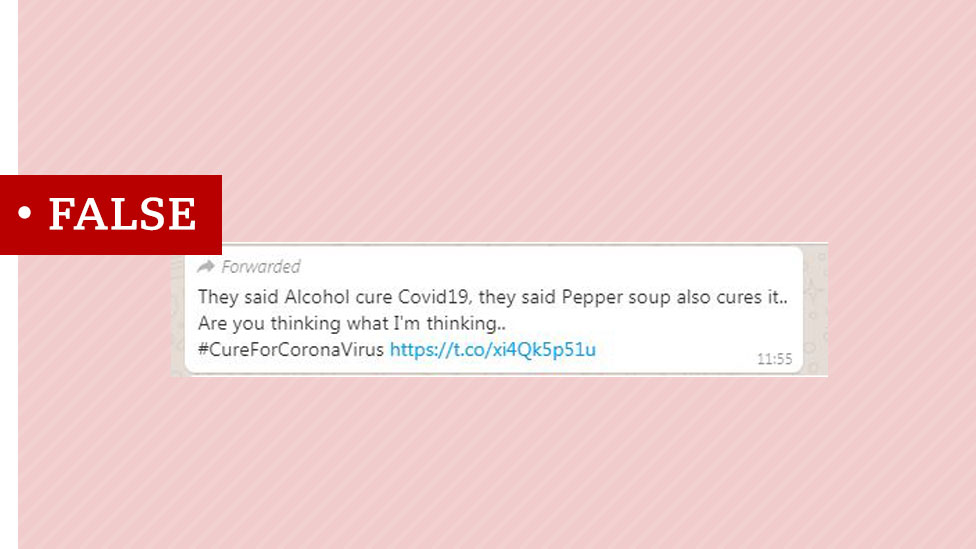 • FALSE
Forwarded
They said Alcohol cure Covid19, they said Pepper soup also cures it..
Are you thinking what I'm thinking..
#CureForCoronaVirus https://t.co/xi4Qk5p51u
11:55